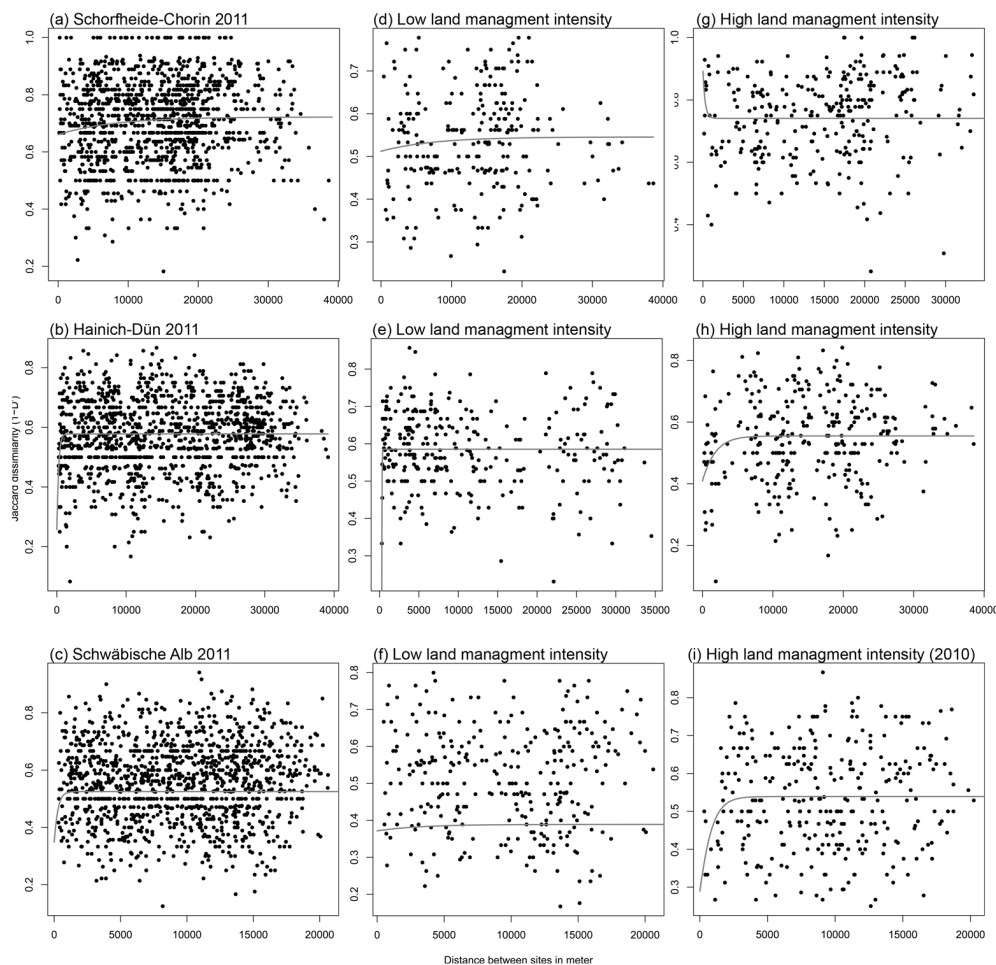 (a) Schorfheide-Chorin 2011
(d) Low land managment intensity
(g) High land managment intensity
0.2 0.4 0.6 0.8 1.0
0 10000 20000 30000 40000
0.3 0.4 0.5 0.6 0.7
0 10000 20000 30000 40000
1.0
0 5000 10000 15000 20000 25000 30000
(b) Hainich-Dün 2011
(e) Low land managment intensity
(h) High land managment intensity
Jaccard dissimilarity (1-D)
0.2 0.4 0.6 0.8
0 10000 20000 30000 40000
0.3 0.4 0.5 0.6 0.7 0.8
0 5000 10000 15000 20000 25000 30000 35000
0.2 0.4 0.6 0.8
0 10000 20000 30000 40000
(c) Schwäbische Alb 2011
(f) Low land managment intensity
(i) High land managment intensity (2010)
0.2 0.4 0.6 0.8
0 5000 10000 15000 20000
0.2 0.3 0.4 0.5 0.6 0.7 0.8
0 5000 10000 15000 20000
0.3 0.4 0.5 0.6 0.7 0.8
0 5000 10000 15000 20000
Distance between sites in meter